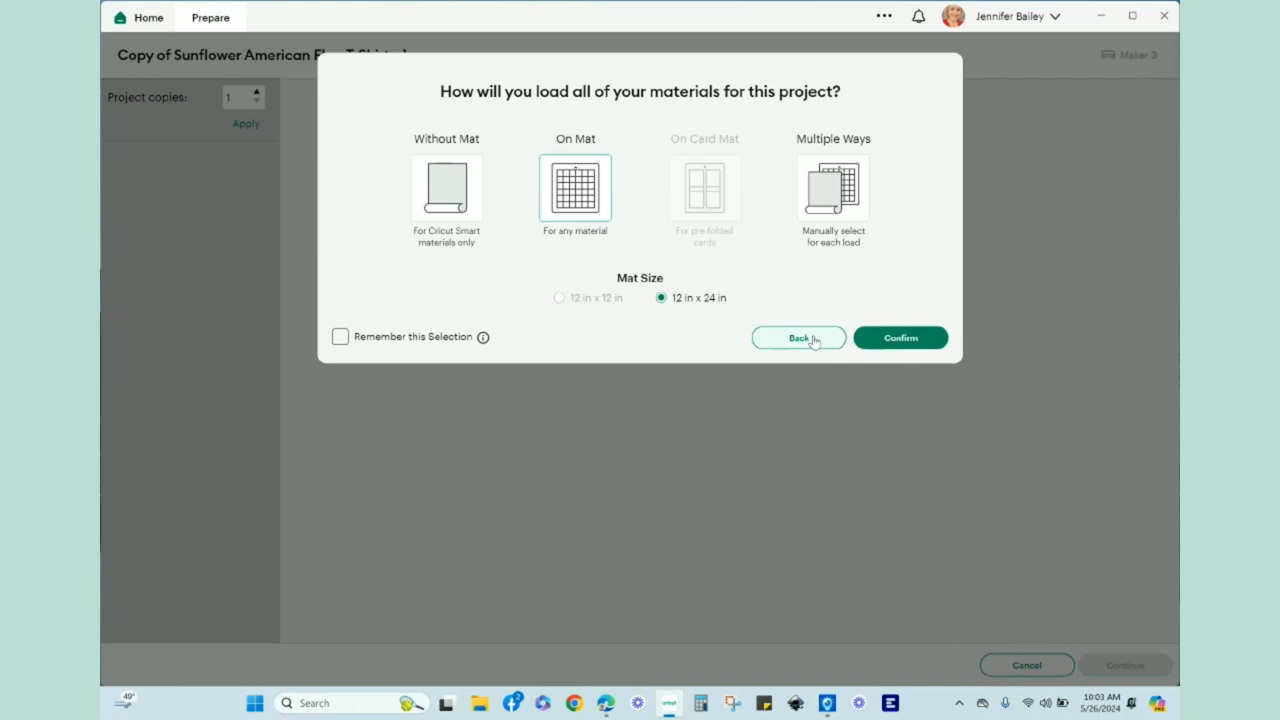 Home
Prepare
Jennifer Bailey
Copy of Sunflower American
Maker 3
Project copies:
1
Apply
How will you load all of your materials for this project?
Without Mat
On Mat
On Card Mat
Multiple Ways
For Cricut Smart
materials only
For any material
For pre-folded
cards
Manually select
for each load
Mat Size
12 in x 12 in
12 in x 24 in
Remember this Selection
Back
Confirm
Cancel
Continue
49°
Search
2
cricut
E
10:03 AM
5/26/2024